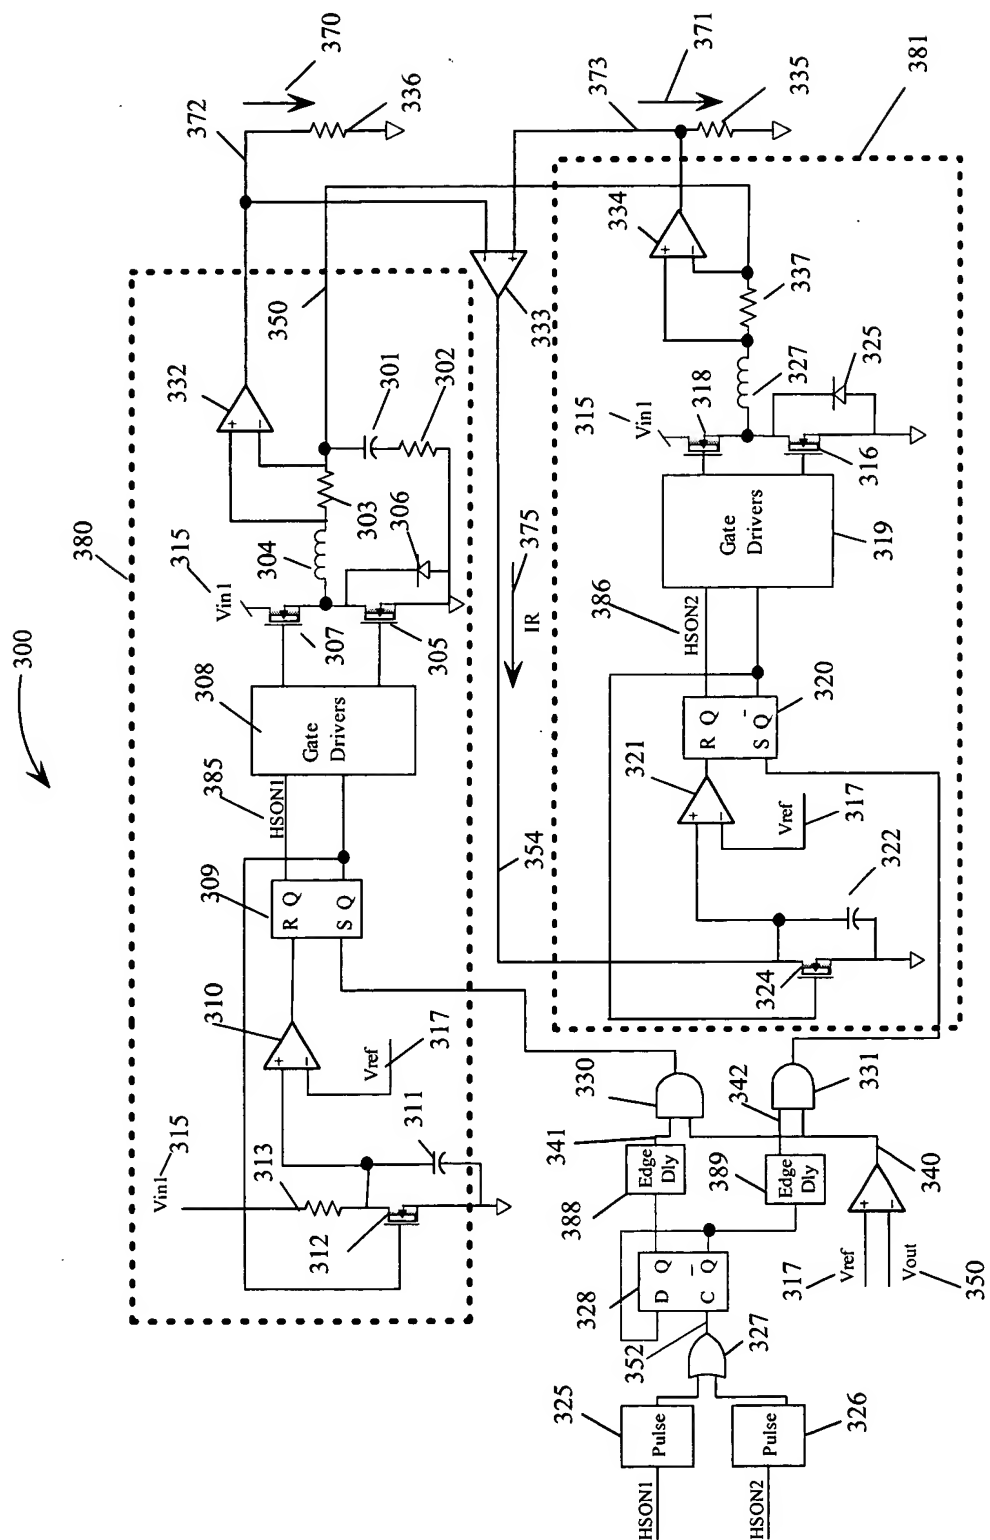 300
380
370
372
336
350
332
301
302
+
−
315
Vin1
304
303
306
307
305
308
Gate
Drivers
385
HSON1
309
R Q
S Q
310
+
−
Vref
317
311
315
Vin1
313
312
371
373
335
381
−
+
333
334
+
−
337
327
325
318
315
Vin1
316
Gate
Drivers
319
375
IR
386
HSON2
R Q
S Q
320
321
+
−
Vref
317
322
324
354
330
331
341
342
Edge
Dly
388
389
Edge
Dly
340
+
−
Vref
317
Vout
350
328
D Q
C Q
352
327
325
Pulse
Pulse
326
HSON1
HSON2